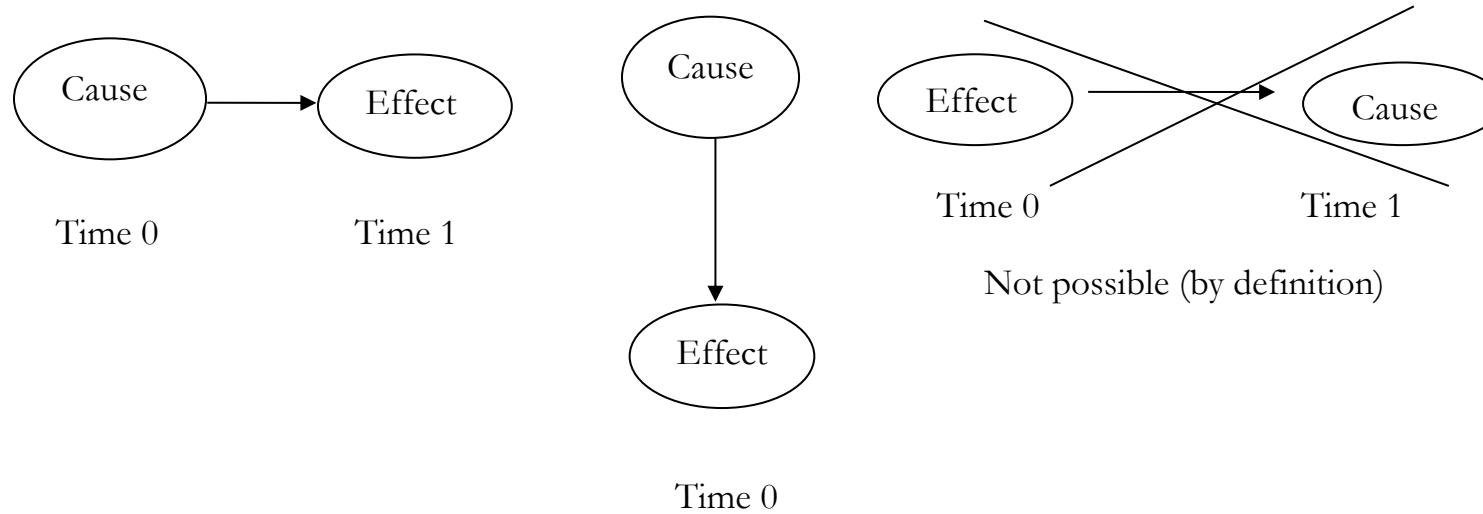 Cause
Effect
Time 0
Time 1
Cause
Effect
Time 0
Effect
Cause
Time 0
Time 1
Not possible (by definition)